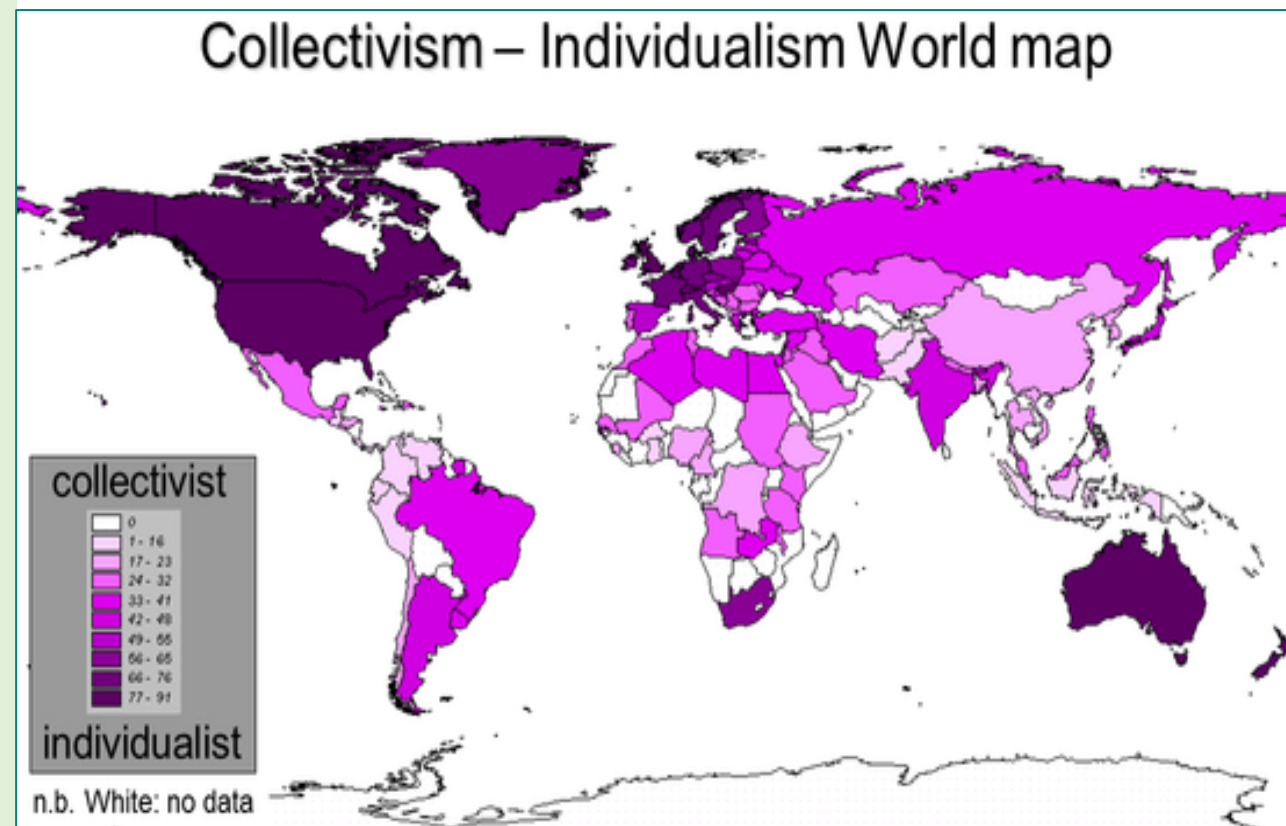 Collectivism – Individualism World map
collectivist
0
1 - 16
17 - 23
24 - 32
33 - 41
42 - 48
49 - 55
56 - 65
66 - 76
77 - 91
individualist
n.b. White: no data